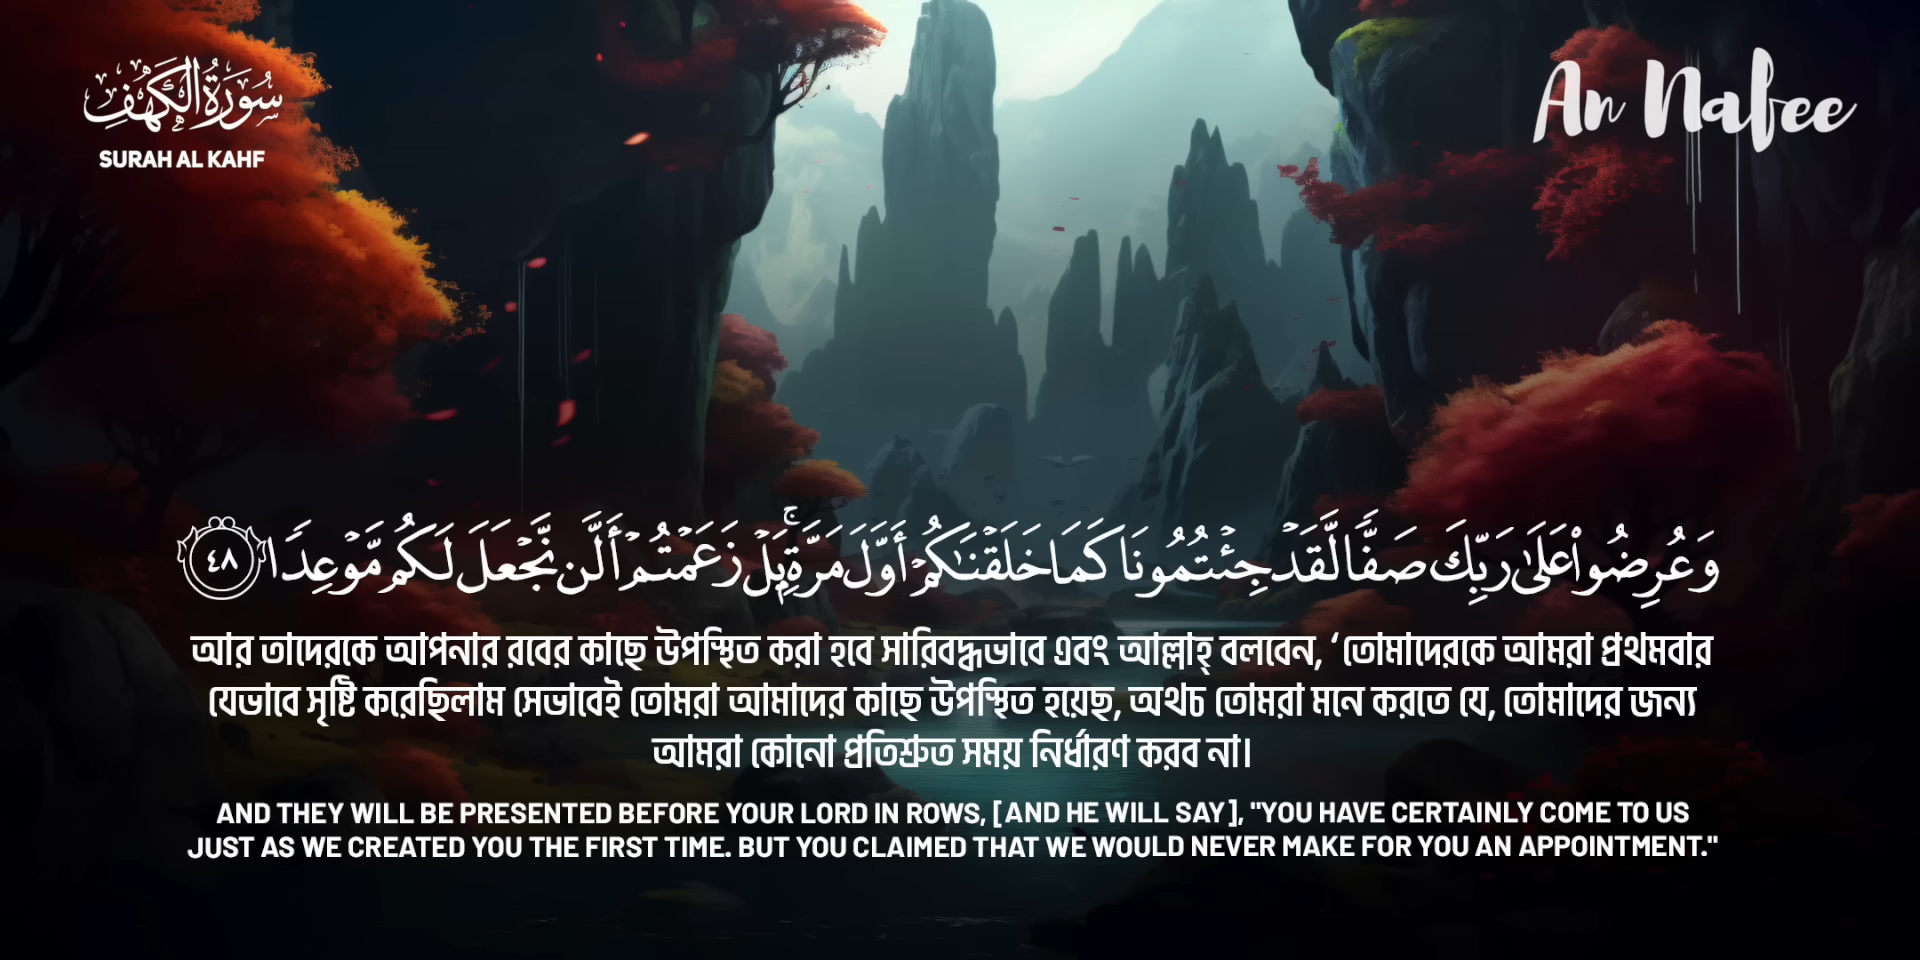 سُورَةُ الكَهْفِ
SURAH AL KAHF
An Nafee
وَعُرِضُوا۟ عَلَىٰ رَبِّكَ صَفًّا لَّقَدْ جِئْتُمُونَا كَمَا خَلَقْنَـٰكُمْ أَوَّلَ مَرَّةٍۭ ۚ بَلْ زَعَمْتُمْ أَلَّن نَّجْعَلَ لَكُم مَّوْعِدًا ٤٨
আর তাদেরকে আপনার রবের কাছে উপস্থিত করা হবে সারিবদ্ধভাবে এবং আল্লাহ্ বলবেন, ‘তোমাদেরকে আমরা প্রথমবার
যেভাবে সৃষ্টি করেছিলাম সেভাবেই তোমরা আমাদের কাছে উপস্থিত হয়েছ, অথচ তোমরা মনে করতে যে, তোমাদের জন্য
আমরা কোনো প্রতিশ্রুত সময় নির্ধারণ করব না।
AND THEY WILL BE PRESENTED BEFORE YOUR LORD IN ROWS, [AND HE WILL SAY], "YOU HAVE CERTAINLY COME TO US
JUST AS WE CREATED YOU THE FIRST TIME. BUT YOU CLAIMED THAT WE WOULD NEVER MAKE FOR YOU AN APPOINTMENT."